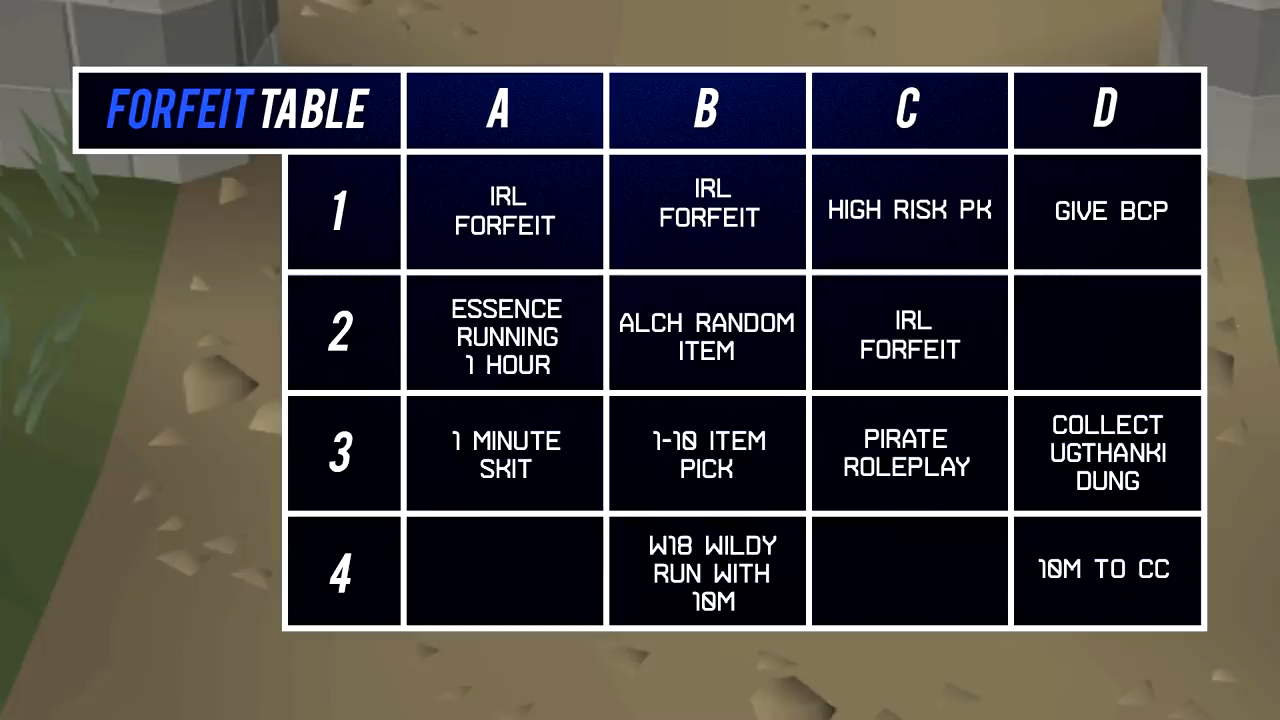 FORFEIT TABLE A B C D
1 IRL FORFEIT IRL FORFEIT HIGH RISK PK GIVE BCP
2 ESSENCE RUNNING 1 HOUR ALCH RANDOM ITEM IRL FORFEIT
3 1 MINUTE SKIT 1-10 ITEM PICK PIRATE ROLEPLAY COLLECT UGTHANKI DUNG
4 W18 WILDY RUN WITH 10M 10M TO CC